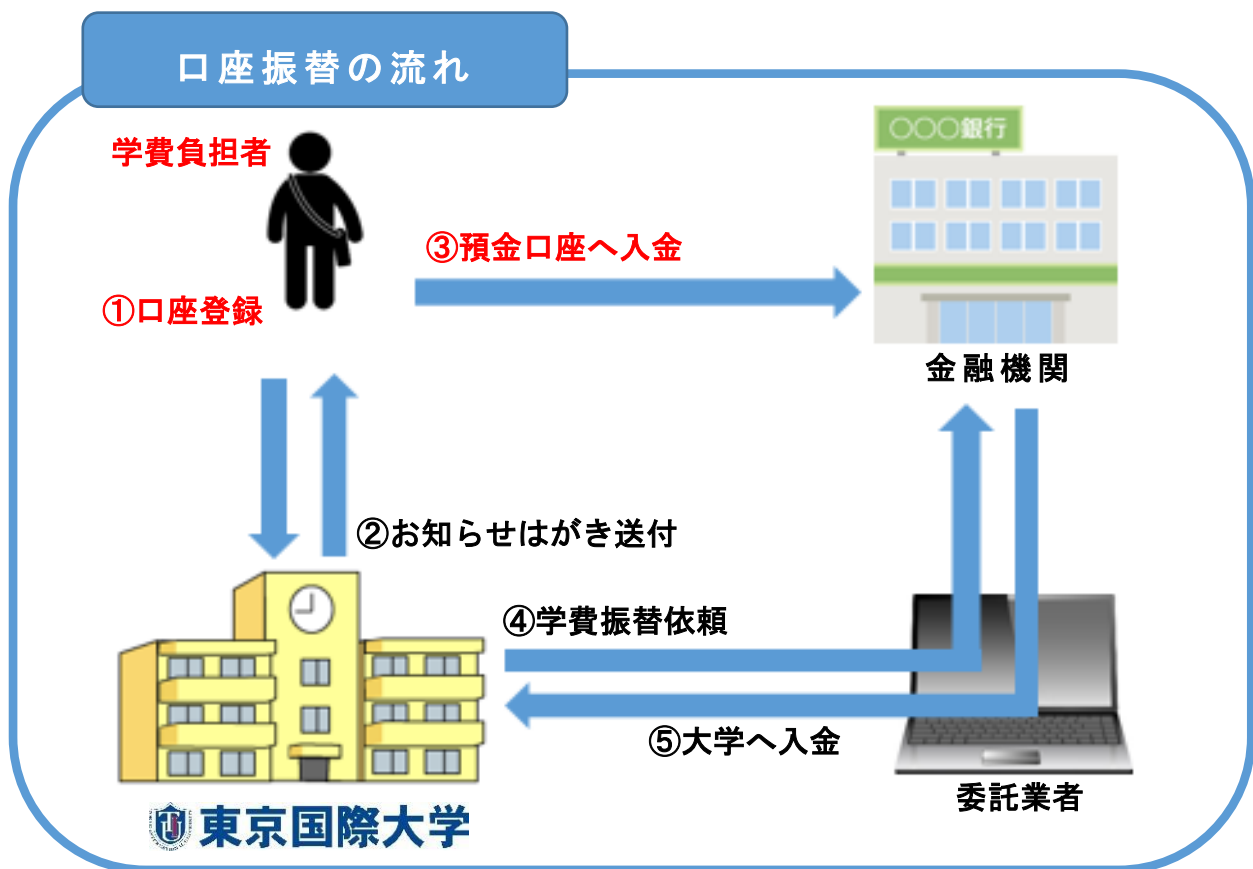 口座振替の流れ
学費負担者
〇〇〇銀行
③預金口座へ入金
①口座登録
金融機関
②お知らせはがき送付
④学費振替依頼
⑤大学へ入金
委託業者
東京国際大学